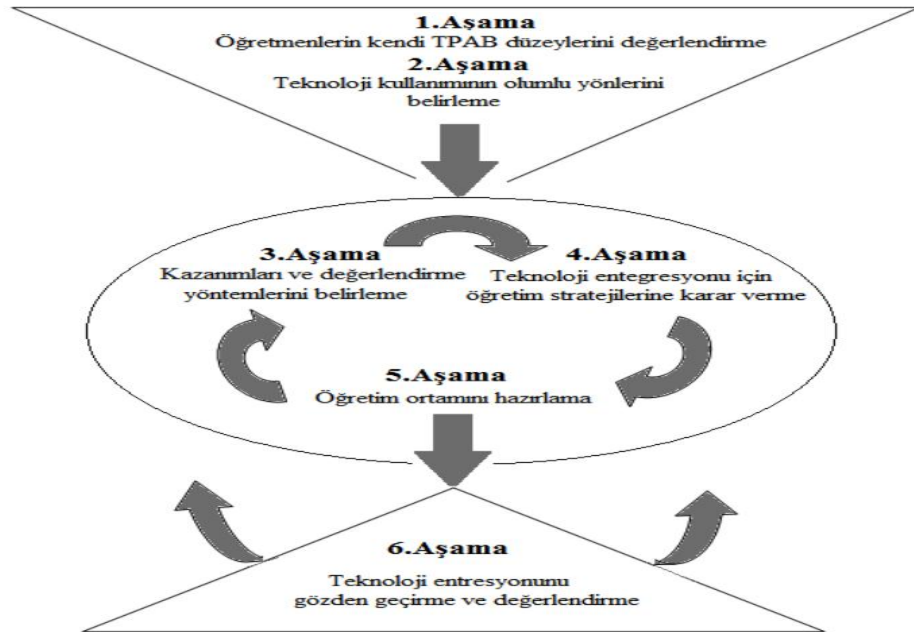 1.Aşama
Öğretmenlerin kendi TPAB düzeylerini değerlendirme
2.Aşama
Teknoloji kullanımının olumlu yönlerini
belirleme
3.Aşama
Kazanımları ve değerlendirme
yöntemlerini belirleme
4.Aşama
Teknoloji entegrasyonu için
öğretim stratejilerine karar verme
5.Aşama
Öğretim ortamını hazırlama
6.Aşama
Teknoloji entresyonunu
gözden geçirme ve değerlendirme